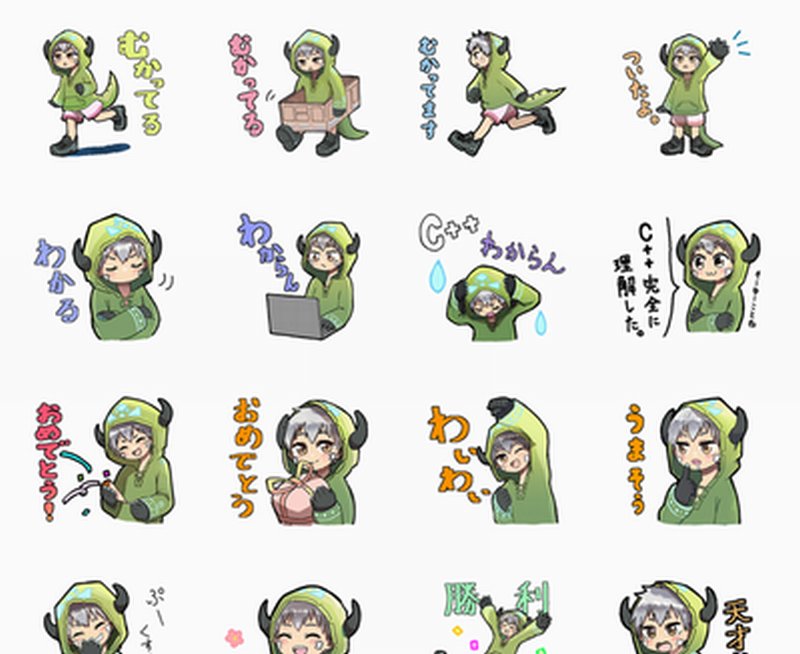 むかってる
むかってる
むかってます
ついたよ。
わかる
わからん
C++
わからん
C++完全に
理解した。
おめでとう!
おめでとう
わいわい
うまそう
ぷー
くす
勝利
天才